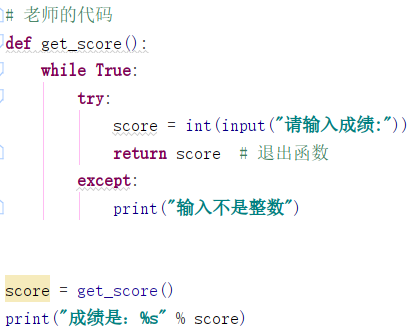 # 老师的代码
def get_score():
    while True:
        try:
            score = int(input("请输入成绩:"))
            return score  # 退出函数
        except:
            print("输入不是整数")
score = get_score()
print("成绩是: %s" % score)